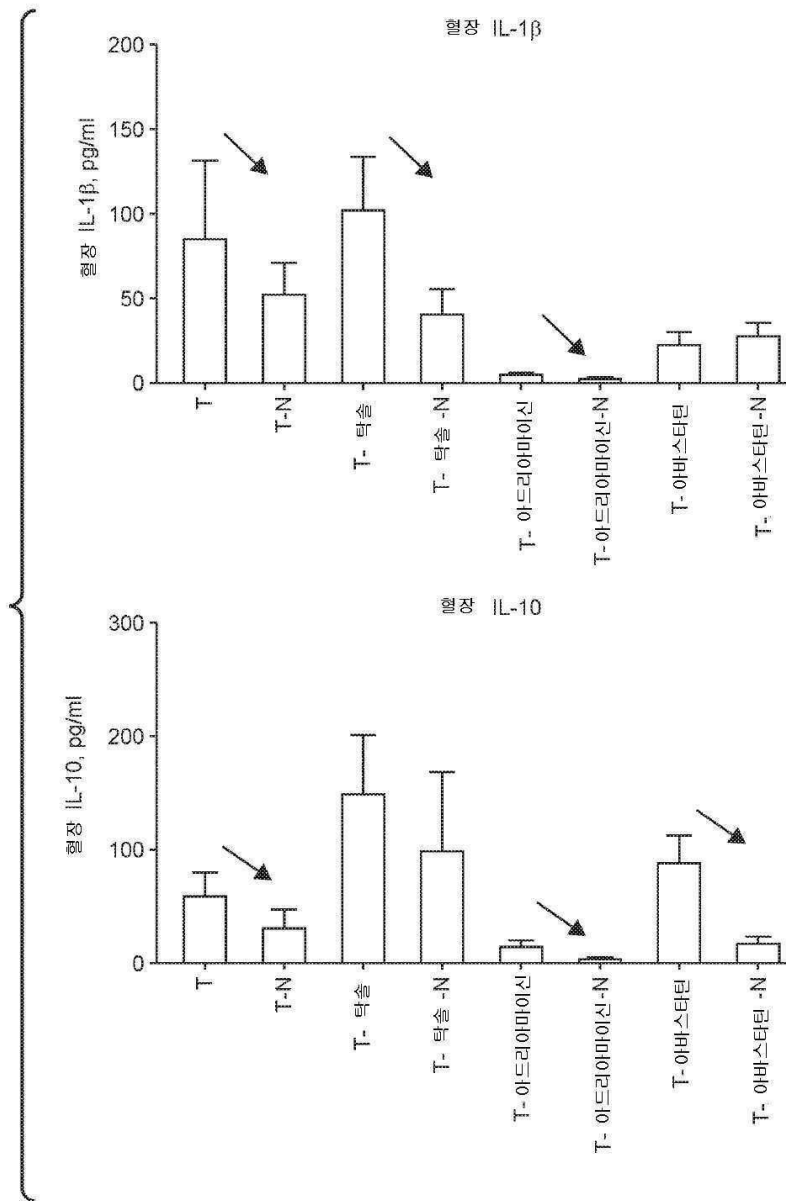 혈장 IL-1β
혈장 IL-1β, pg/ml
200
150
100
50
0
T
T-N
T- 탁솔
T- 탁솔 -N
T- 아드리아마이신
T-아드리아마이신-N
T- 아바스타틴
T- 아바스타틴-N
혈장 IL-10
혈장 IL-10, pg/ml
300
200
100
0
T
T-N
T- 탁솔
T- 탁솔 -N
T- 아드리아마이신
T- 아드리아마이신-N
T- 아바스타틴
T- 아바스타틴 -N